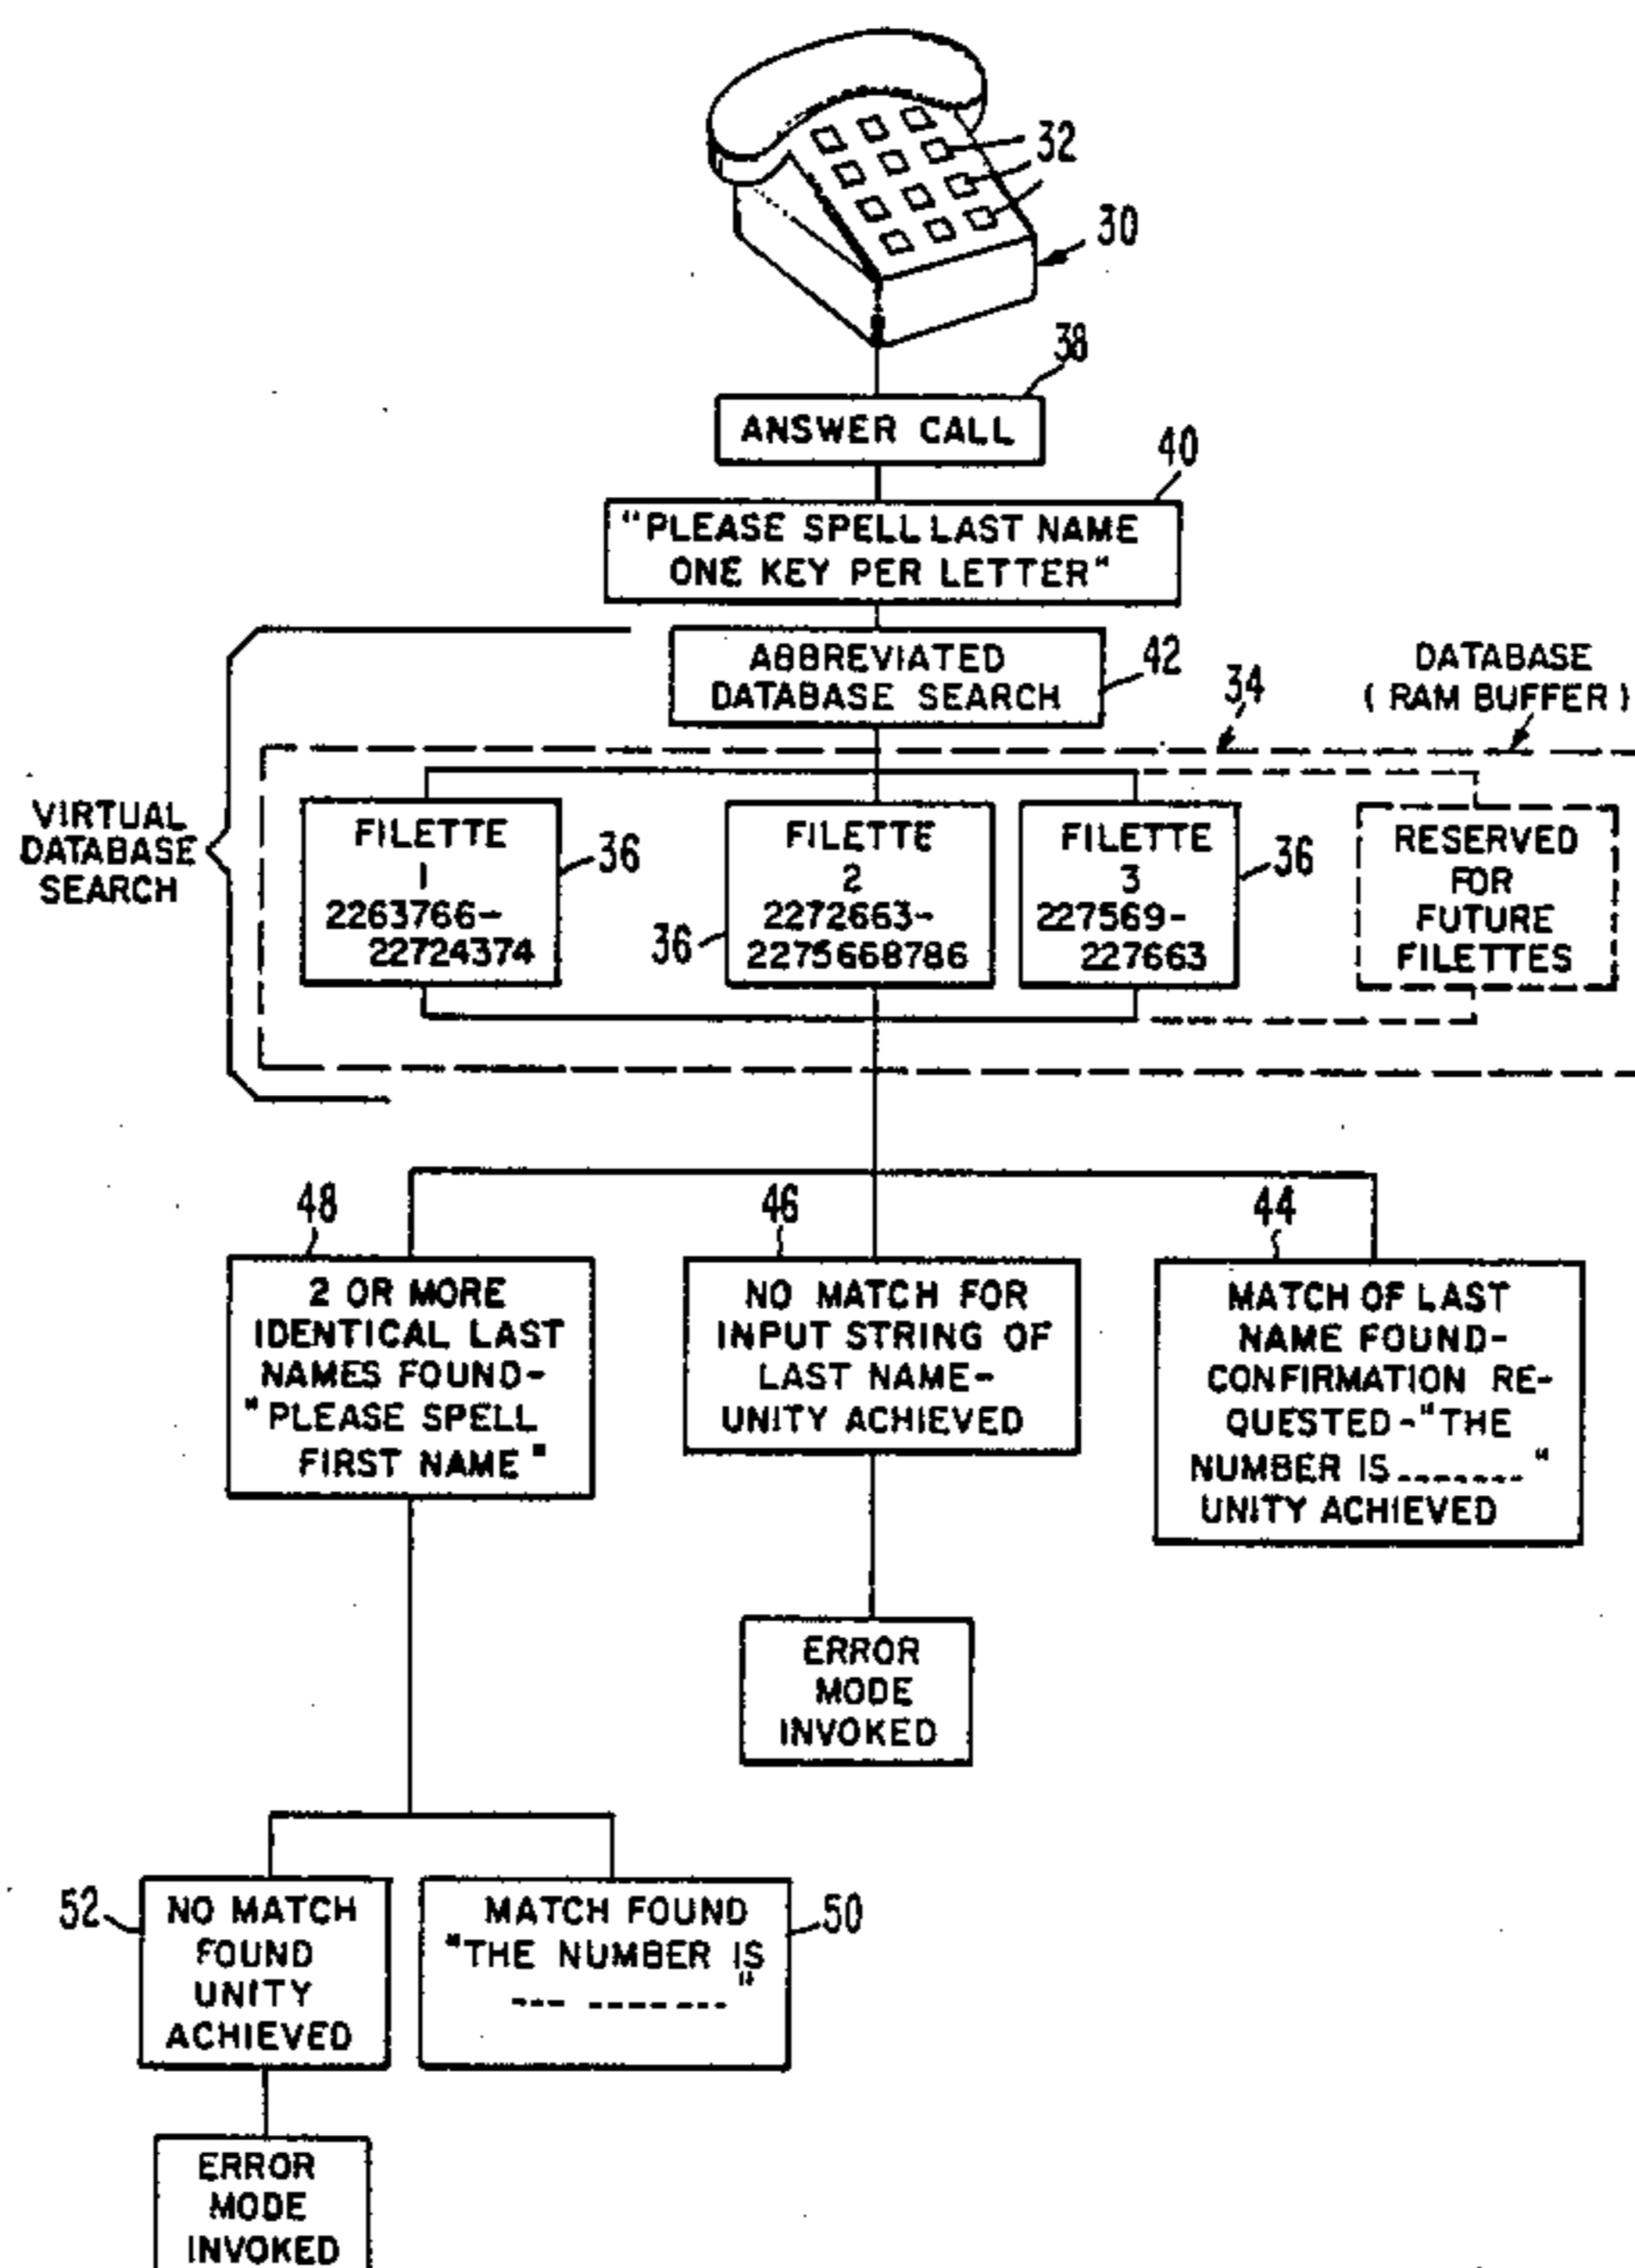 32
30
38
ANSWER CALL
40
"PLEASE SPELL LAST NAME
ONE KEY PER LETTER"
ABBREVIATED
DATABASE SEARCH
42
34
DATABASE
( RAM BUFFER )
VIRTUAL
DATABASE
SEARCH
FILETTE
1
2263766-
22724374
36
36
FILETTE
2
2272663-
2275668786
FILETTE
3
227569-
227663
36
RESERVED
FOR
FUTURE
FILETTES
48
2 OR MORE
IDENTICAL LAST
NAMES FOUND-
"PLEASE SPELL
FIRST NAME"
46
NO MATCH FOR
INPUT STRING OF
LAST NAME-
UNITY ACHIEVED
44
MATCH OF LAST
NAME FOUND-
CONFIRMATION RE-
QUESTED-"THE
NUMBER IS ------- "
UNITY ACHIEVED
ERROR
MODE
INVOKED
52
NO MATCH
FOUND
UNITY
ACHIEVED
MATCH FOUND
"THE NUMBER IS
--- ------- "
50
ERROR
MODE
INVOKED